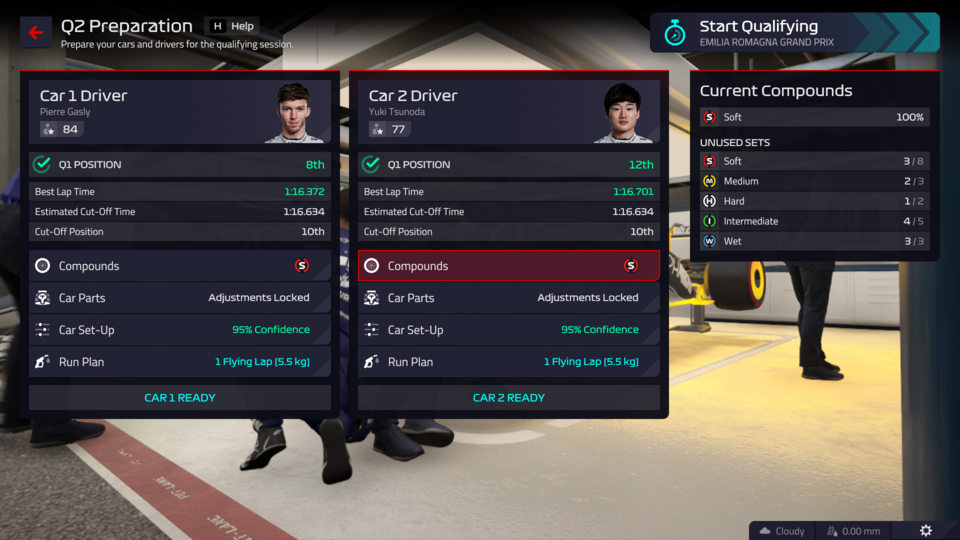 Q2 Preparation
H Help
Prepare your cars and drivers for the qualifying session.
Start Qualifying
EMILIA ROMAGNA GRAND PRIX
Car 1 Driver
Pierre Gasly
84
Q1 POSITION 8th
Best Lap Time 1:16.372
Estimated Cut-Off Time 1:16.634
Cut-Off Position 10th
Compounds S
Car Parts Adjustments Locked
Car Set-Up 95% Confidence
Run Plan 1 Flying Lap (5.5 kg)
CAR 1 READY
Car 2 Driver
Yuki Tsunoda
77
Q1 POSITION 12th
Best Lap Time 1:16.701
Estimated Cut-Off Time 1:16.634
Cut-Off Position 10th
Compounds S
Car Parts Adjustments Locked
Car Set-Up 95% Confidence
Run Plan 1 Flying Lap (5.5 kg)
CAR 2 READY
Current Compounds
S Soft 100%
UNUSED SETS
S Soft 3 / 8
M Medium 2 / 3
H Hard 1 / 2
I Intermediate 4 / 5
W Wet 3 / 3
PIT-LANE
PIT-LANE
PIT-LANE
Cloudy
0.00 mm